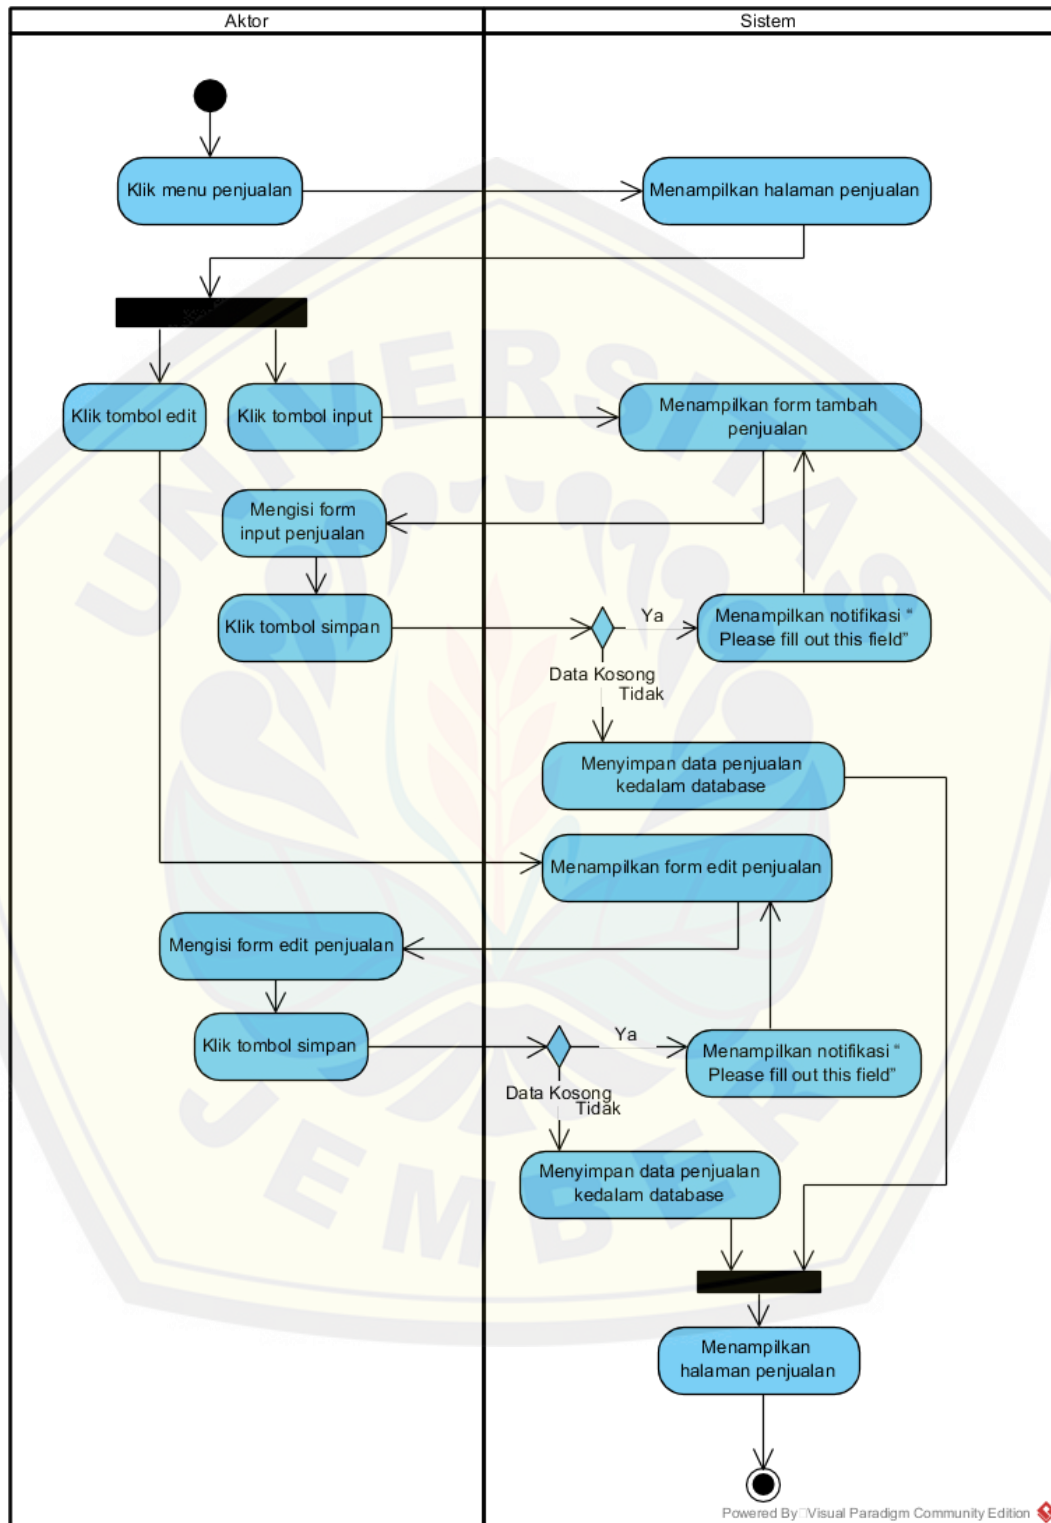 Aktor
Sistem
Klik menu penjualan
Menampilkan halaman penjualan
Klik tombol edit
Klik tombol input
Menampilkan form tambah
penjualan
Mengisi form
input penjualan
Klik tombol simpan
Ya
Menampilkan notifikasi “
Please fill out this field”
Data Kosong
Tidak
Menyimpan data penjualan
kedalam database
Menampilkan form edit penjualan
Mengisi form edit penjualan
Klik tombol simpan
Ya
Menampilkan notifikasi “
Please fill out this field”
Data Kosong
Tidak
Menyimpan data penjualan
kedalam database
Menampilkan
halaman penjualan
UNIVERSITAS
JEMBER
Powered By Visual Paradigm Community Edition